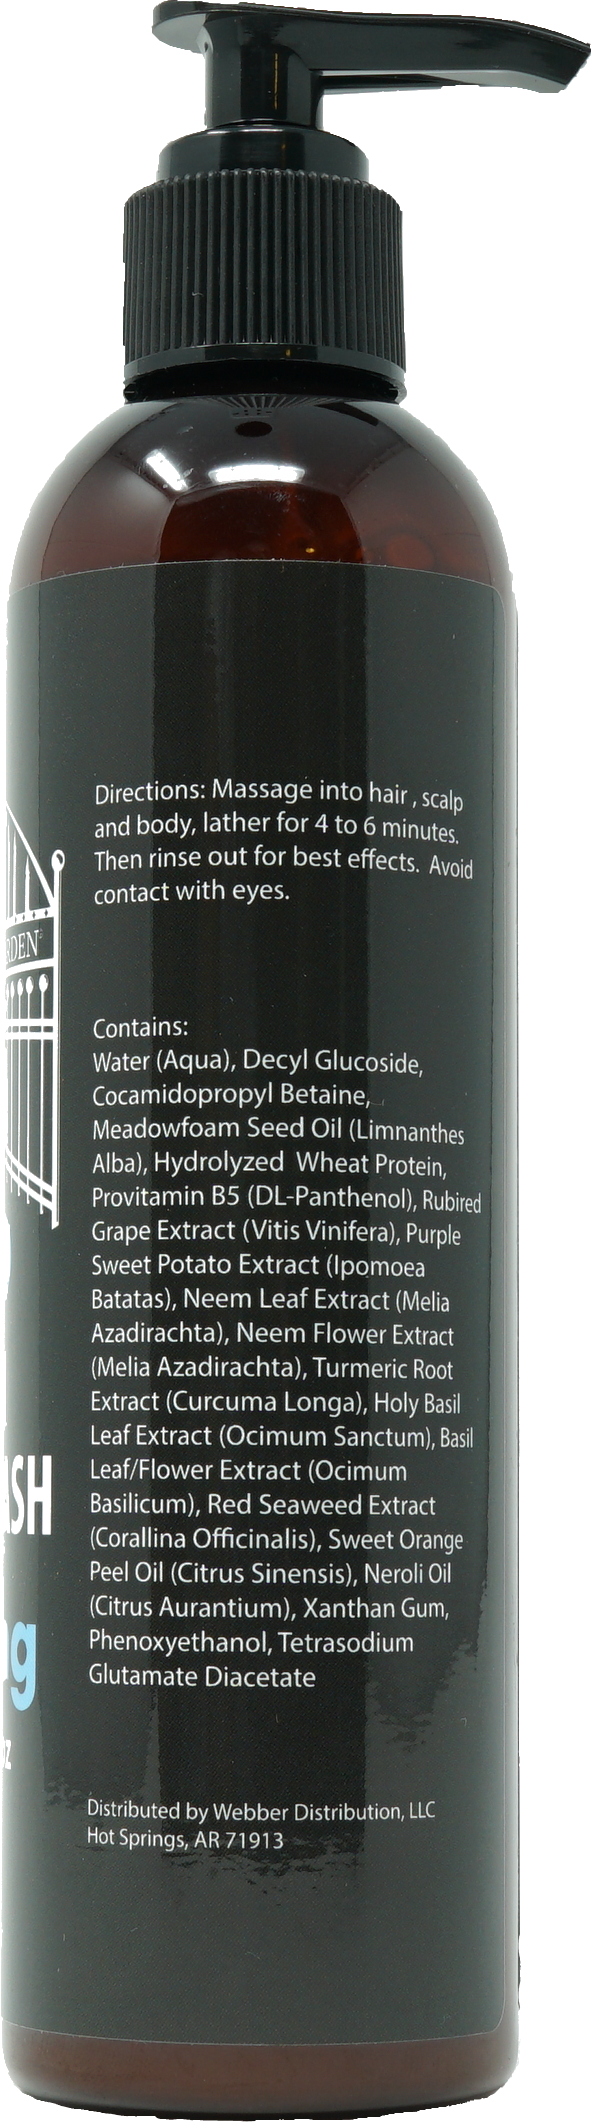 Directions: Massage into hair , scalp
and body, lather for 4 to 6 minutes.
Then rinse out for best effects. Avoid
contact with eyes.
RDEN
Contains:
Water (Aqua), Decyl Glucoside,
Cocamidopropyl Betaine,
Meadowfoam Seed Oil (Limnanthes
Alba), Hydrolyzed Wheat Protein,
Provitamin B5 (DL-Panthenol), Rubired
Grape Extract (Vitis Vinifera), Purple
Sweet Potato Extract (Ipomoea
Batatas), Neem Leaf Extract (Melia
Azadirachta), Neem Flower Extract
(Melia Azadirachta), Turmeric Root
Extract (Curcuma Longa), Holy Basil
Leaf Extract (Ocimum Sanctum), Basil
Leaf/Flower Extract (Ocimum
Basilicum), Red Seaweed Extract
(Corallina Officinalis), Sweet Orange
Peel Oil (Citrus Sinensis), Neroli Oil
(Citrus Aurantium), Xanthan Gum,
Phenoxyethanol, Tetrasodium
Glutamate Diacetate
ASH
g
oz
Distributed by Webber Distribution, LLC
Hot Springs, AR 71913